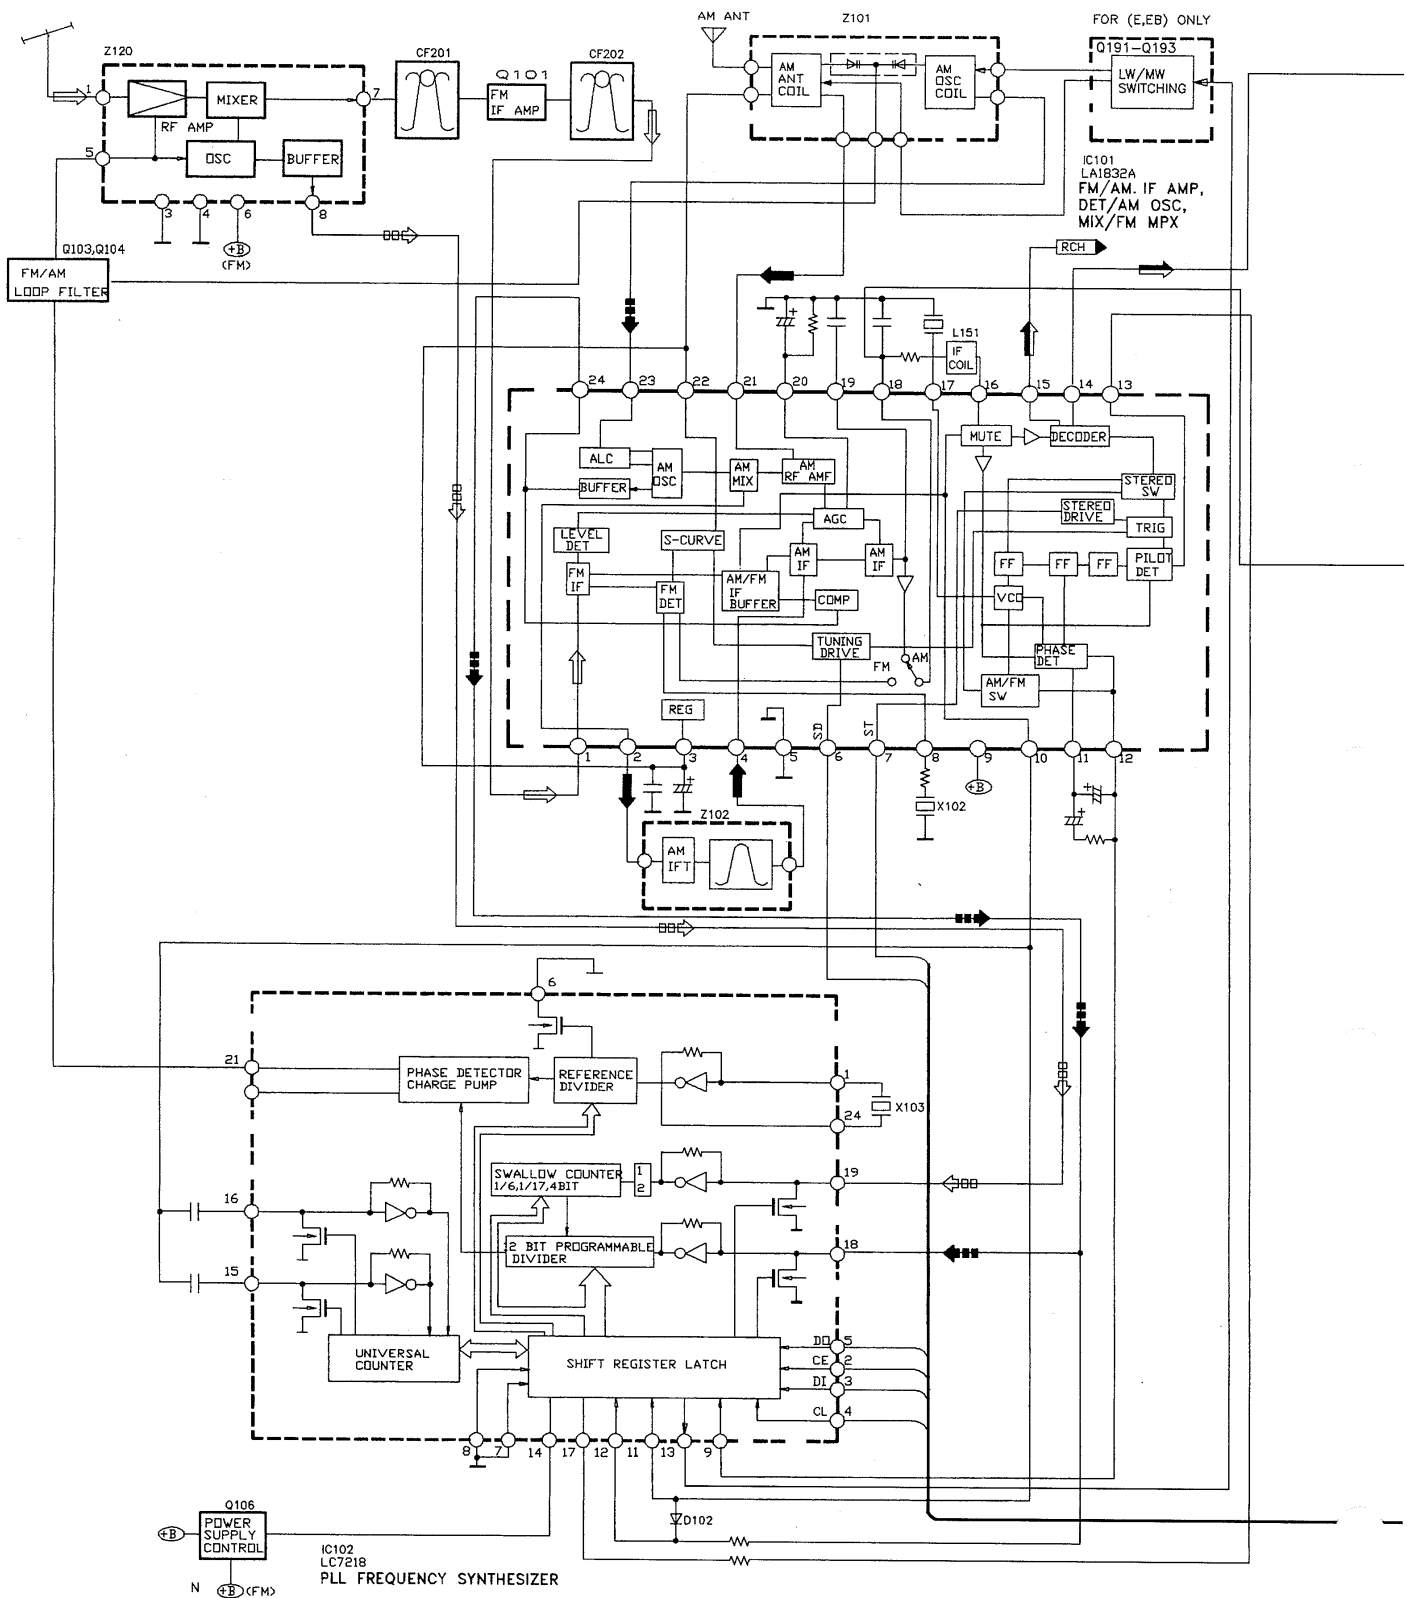 AM ANT
Z101
FOR (E,EB) ONLY
Z120
CF201
Q101
CF202
Q191-Q193
1
RF AMP
MIXER
7
FM
IF AMP
AM
ANT
COIL
AM
OSC
COIL
LW/MW
SWITCHING
5
OSC
BUFFER
3
4
6
8
+B
(FM)
IC101
LA1832A
FM/AM. IF AMP,
DET/AM OSC,
MIX/FM MPX
Q103,Q104
FM/AM
LOOP FILTER
RCH
L151
IF
COIL
24
23
22
21
20
19
18
17
16
15
14
13
ALC
BUFFER
AM
OSC
AM
MIX
AM
RF AMF
MUTE
DECODER
STEREO
SW
STEREO
DRIVE
TRIG
AGC
LEVEL
DET
S-CURVE
AM
IF
AM
IF
FM
IF
FM
DET
AM/FM
IF
BUFFER
COMP
FF
FF
FF
PILOT
DET
VCO
TUNING
DRIVE
FM
AM
PHASE
DET
AM/FM
SW
REG
SD
ST
1
2
3
4
5
6
7
8
9
10
11
12
+B
X102
Z102
AM
IFT
6
21
PHASE DETECTOR
CHARGE PUMP
REFERENCE
DIVIDER
1
24
X103
SWALLOW COUNTER
1/6,1/17,4BIT
1
2
19
16
2 BIT PROGRAMMABLE
DIVIDER
18
15
UNIVERSAL
COUNTER
SHIFT REGISTER LATCH
DO 5
CE 2
DI 3
CL 4
8
7
14
17
12
11
13
9
Q106
+B
POWER
SUPPLY
CONTROL
D102
IC102
LC7218
PLL FREQUENCY SYNTHESIZER
N
+B (FM)